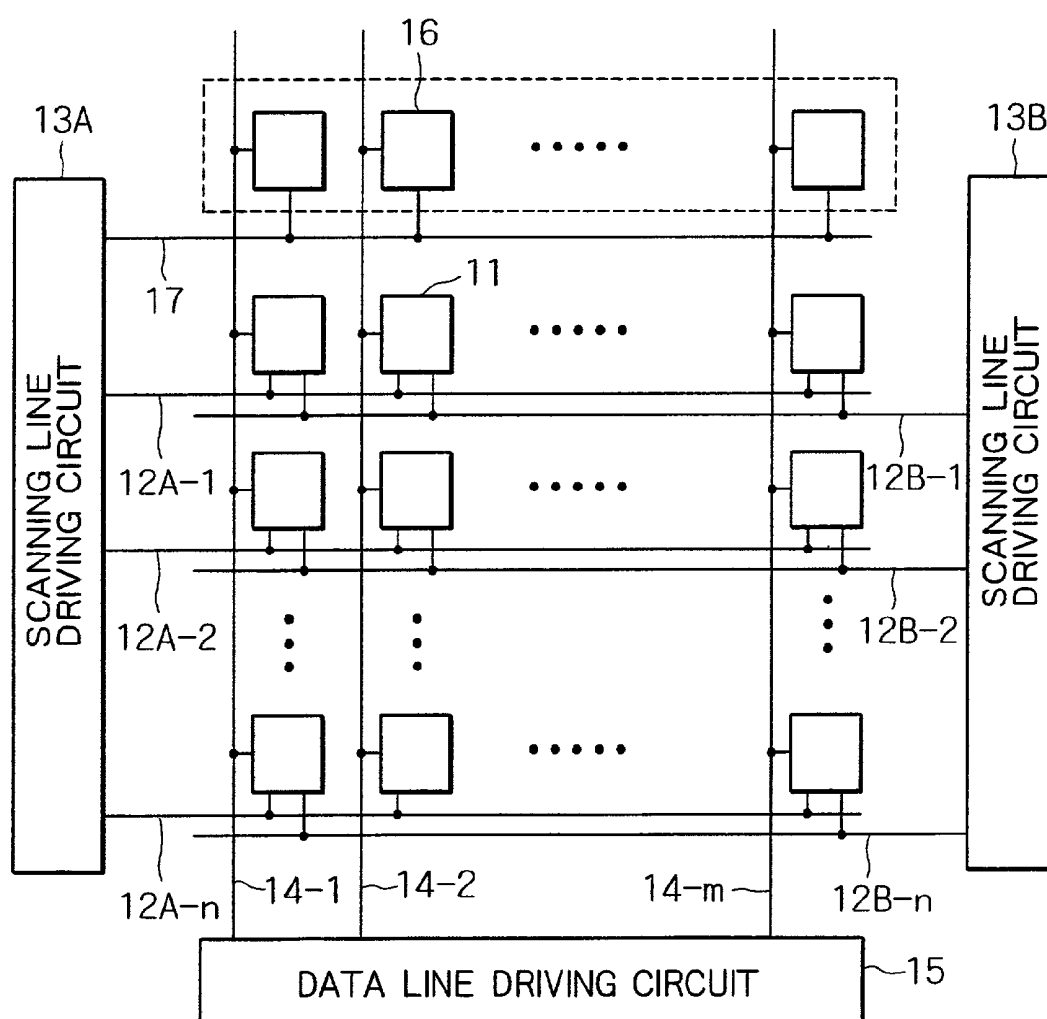 16
13A
13B
17
11
SCANNING LINE
DRIVING CIRCUIT
SCANNING LINE
DRIVING CIRCUIT
12A-1
12B-1
12A-2
12B-2
12A-n
14-1
14-2
14-m
12B-n
DATA LINE DRIVING CIRCUIT
15